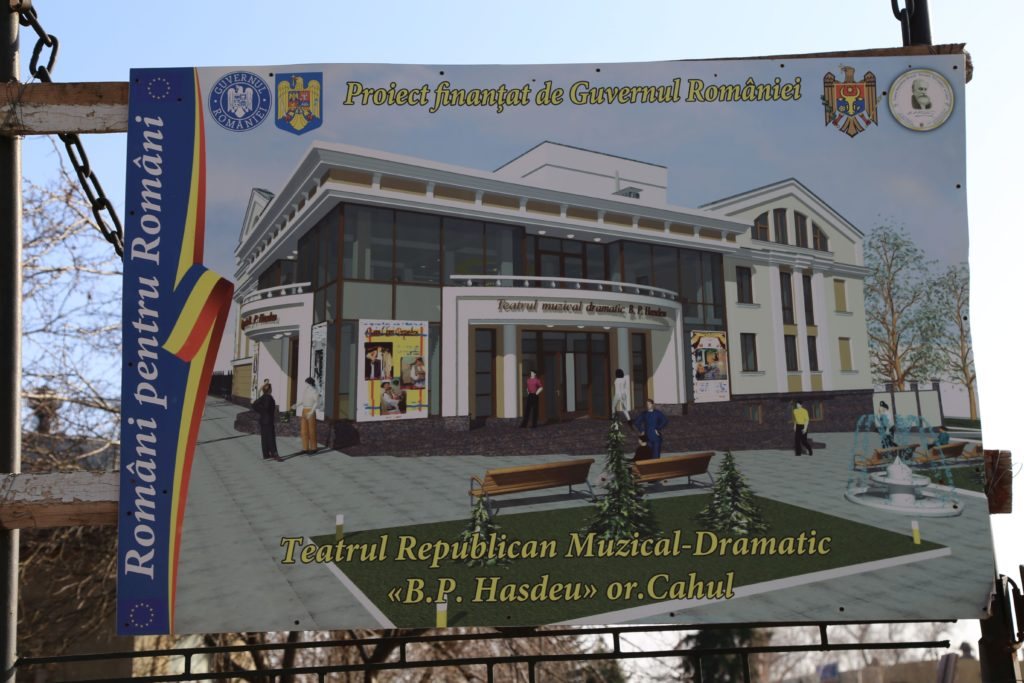 Români pentru Români
GUVERNUL ROMÂNIEI
Proiect finanţat de Guvernul României
Teatrul muzical dramatic B. P. Hasdeu
P. Hasdeu
Teatrul Republican Muzical-Dramatic
«B.P. Hasdeu» or.Cahul